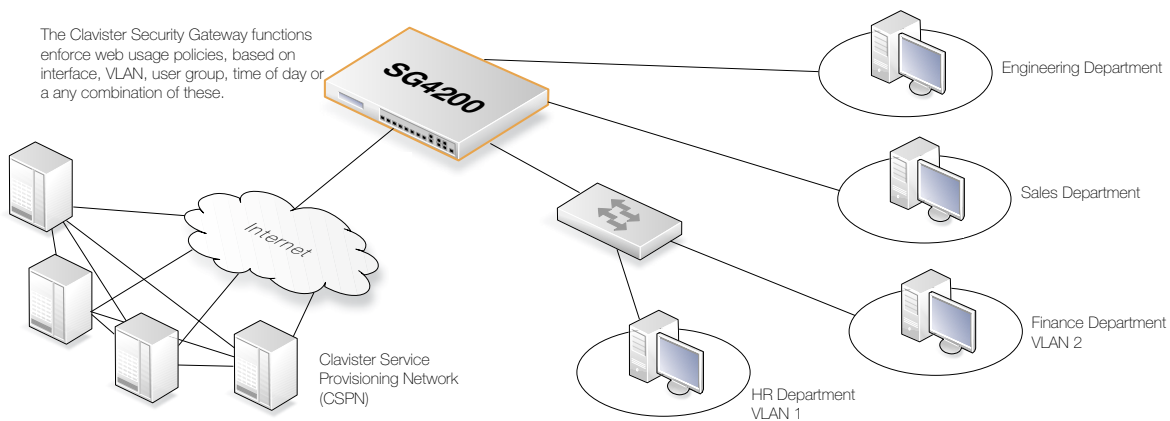 The Clavister Security Gateway functions
enforce web usage policies, based on
interface, VLAN, user group, time of day or
a any combination of these.
SG4200
Engineering Department
Sales Department
Internet
Finance Department
VLAN 2
Clavister Service
Provisioning Network
(CSPN)
HR Department
VLAN 1